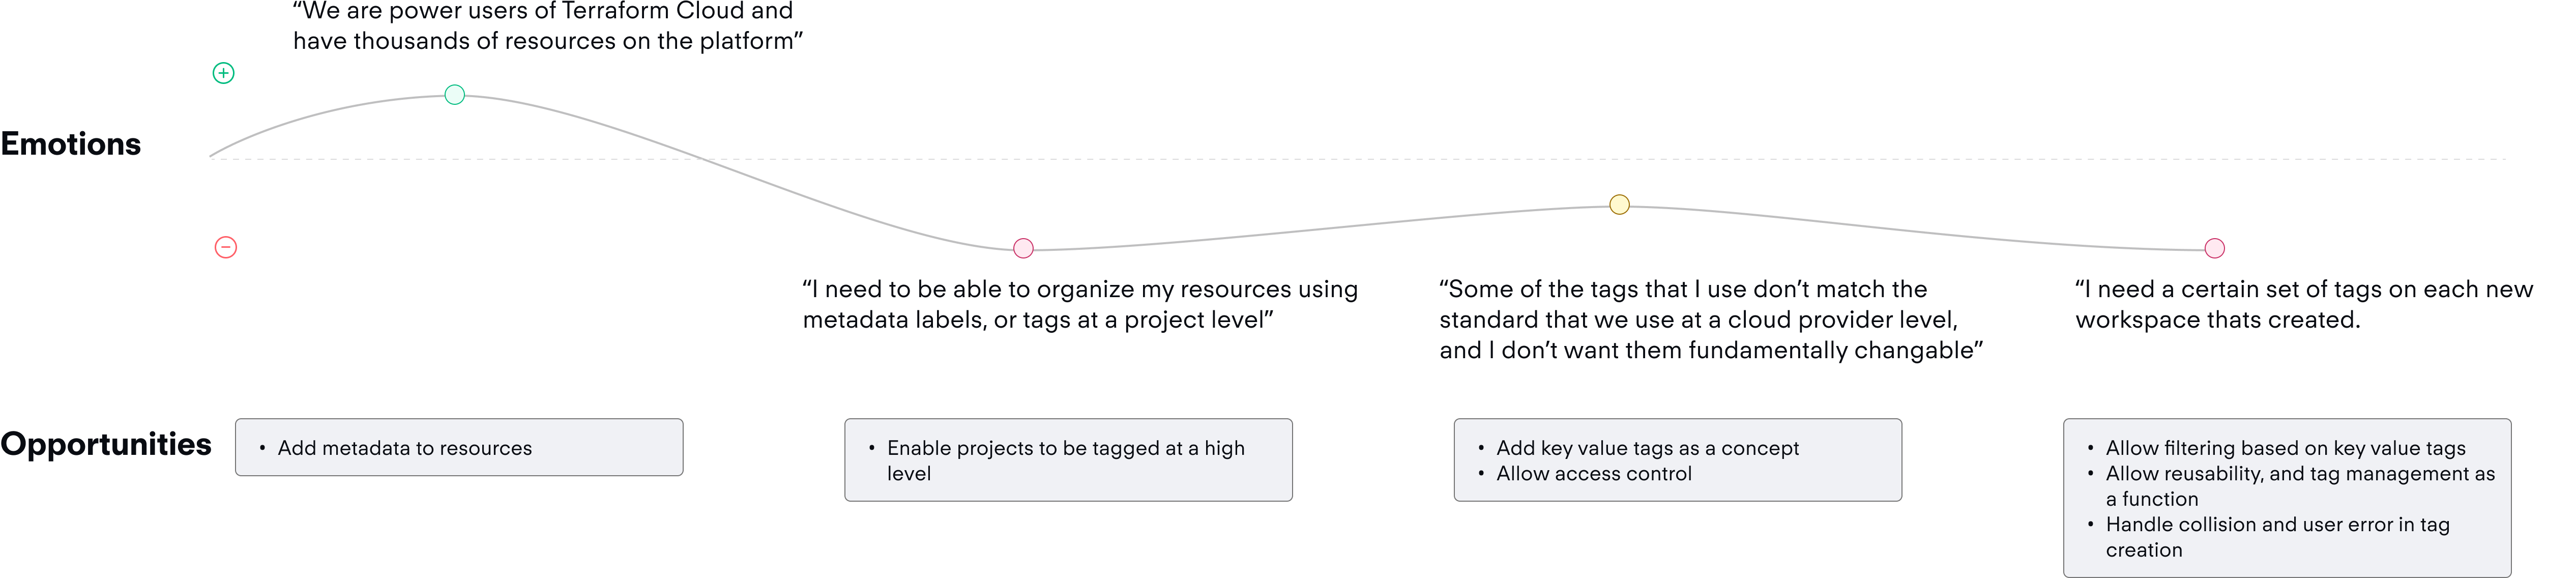 “We are power users of Terraform Cloud and
have thousands of resources on the platform”
Emotions
“I need to be able to organize my resources using
metadata labels, or tags at a project level”
“Some of the tags that I use don’t match the
standard that we use at a cloud provider level,
and I don’t want them fundamentally changable”
“I need a certain set of tags on each new
workspace thats created.
Opportunities
• Add metadata to resources
• Enable projects to be tagged at a high
level
• Add key value tags as a concept
• Allow access control
• Allow filtering based on key value tags
• Allow reusability, and tag management as
a function
• Handle collision and user error in tag
creation